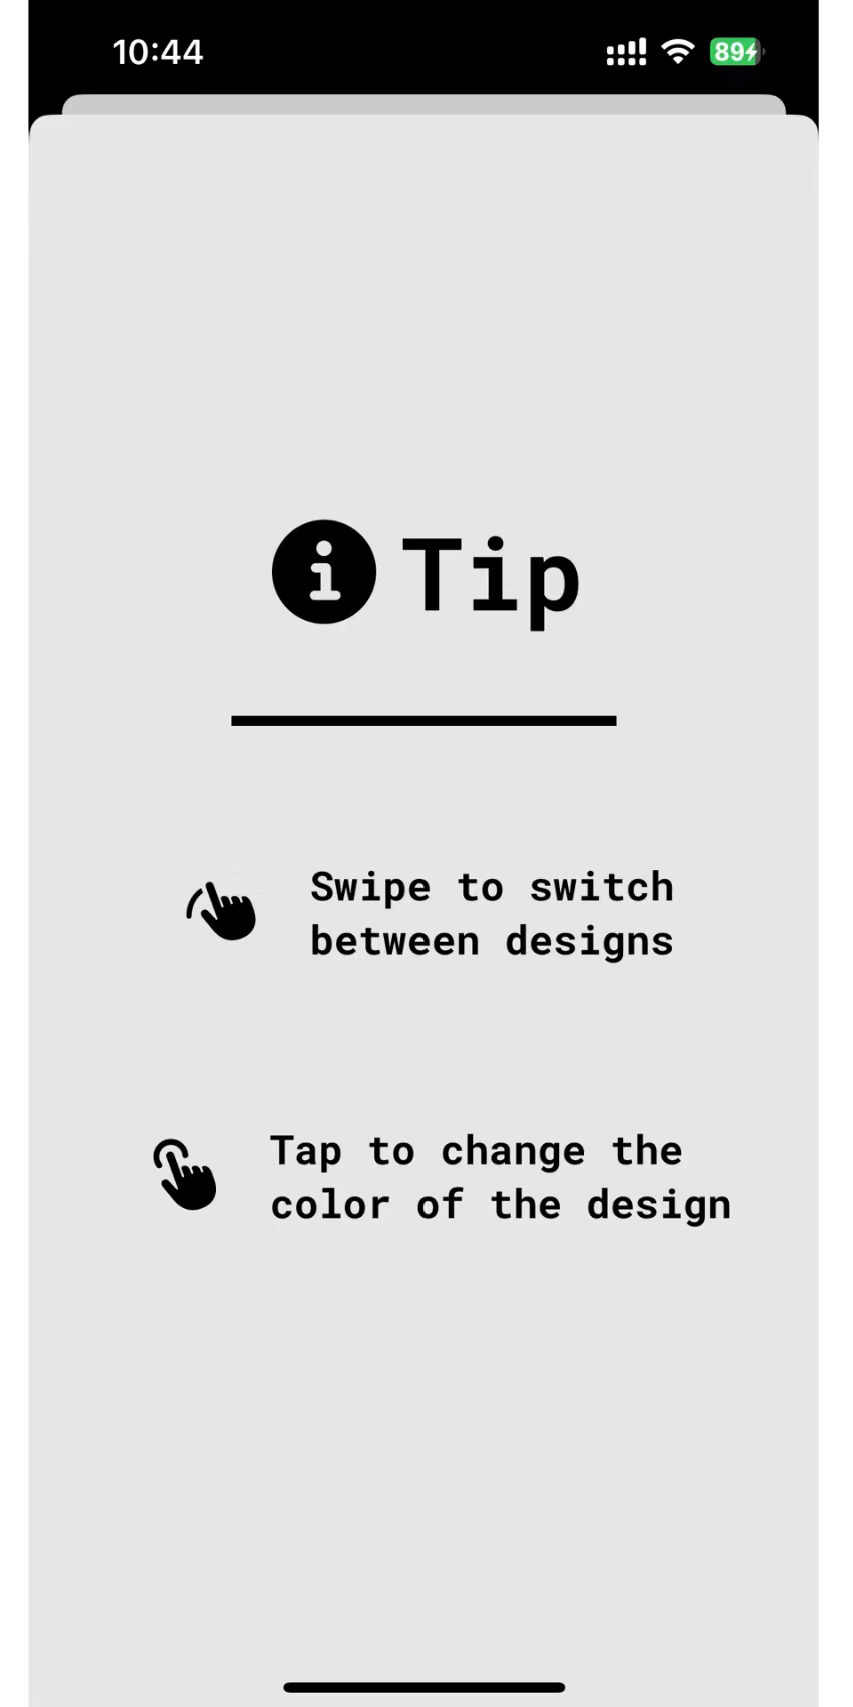 10:44
89
Tip
Swipe to switch
between designs
Tap to change the
color of the design